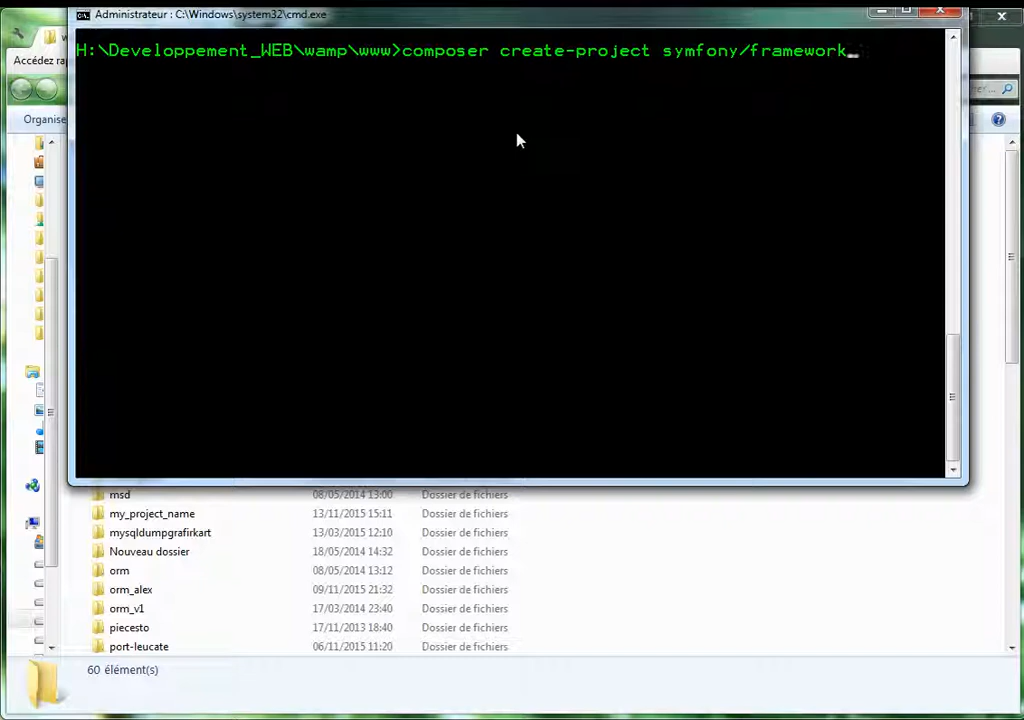 Administrateur : C:\Windows\system32\cmd.exe
Accédez ra
H:\Developpement_WEB\wamp\www>composer create-project symfony/framework
Organise
msd 08/05/2014 13:00 Dossier de fichiers
my_project_name 13/11/2015 15:11 Dossier de fichiers
mysqldumpgrafirkart 13/03/2015 12:10 Dossier de fichiers
Nouveau dossier 18/05/2014 14:32 Dossier de fichiers
orm 08/05/2014 13:12 Dossier de fichiers
orm_alex 09/11/2015 21:32 Dossier de fichiers
orm_v1 17/03/2014 23:40 Dossier de fichiers
piecesto 17/11/2013 18:40 Dossier de fichiers
port-leucate 06/11/2015 11:20 Dossier de fichiers
60 élément(s)